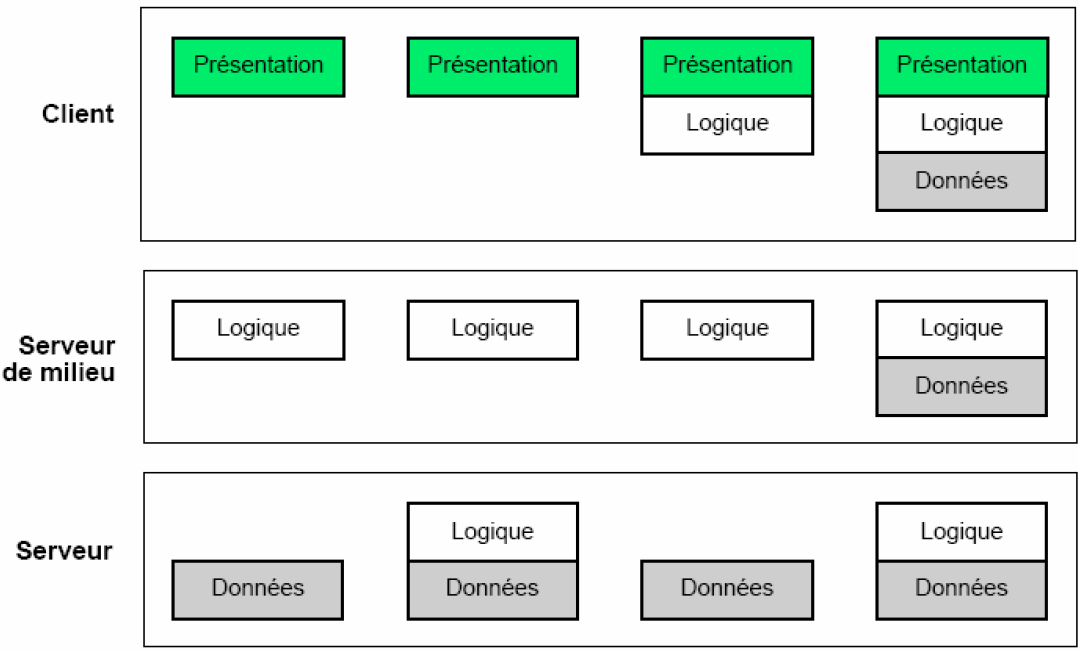 Présentation Présentation Présentation Présentation
Client
Logique Logique
Données
Logique Logique Logique Logique
Serveur
de milieu
Données
Logique Logique
Serveur
Données Données Données Données